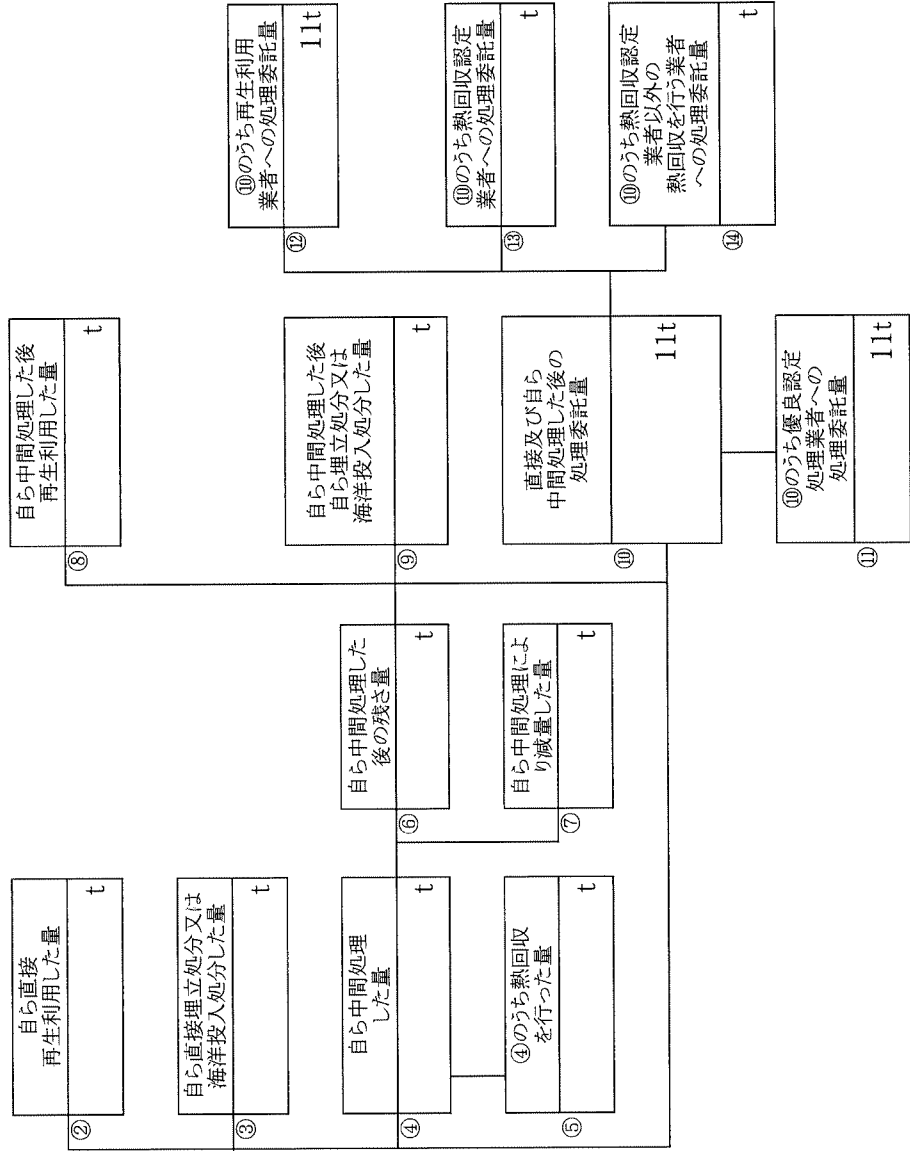 ②
自ら直接
再生利用した量
t
③
自ら直接埋立処分又は
海洋投入処分した量
t
④
自ら中間処理
した量
t
⑤
④のうち熱回収
を行った量
t
⑥
自ら中間処理した
後の残さ量
t
⑦
自ら中間処理によ
り減量した量
t
⑧
自ら中間処理した後
再生利用した量
t
⑨
自ら中間処理した後
自ら埋立処分又は
海洋投入処分した量
t
⑩
直接及び自ら
中間処理した後の
処理委託量
11t
⑪
⑩のうち優良認定
処理業者への
処理委託量
11t
⑫
⑩のうち再生利用
業者への処理委託量
11t
⑬
⑩のうち熱回収認定
業者への処理委託量
t
⑭
⑩のうち熱回収認定
業者以外の
熱回収を行う業者
への処理委託量
t